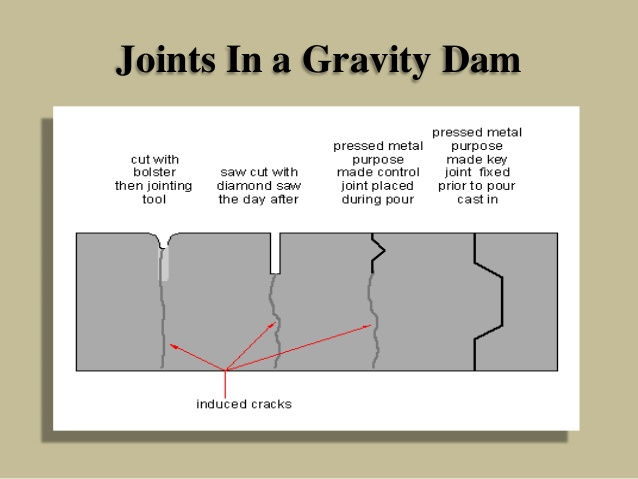 Joints In a Gravity Dam
cut with
bolster
then jointing
tool
saw cut with
diamond saw
the day after
pressed metal
purpose
made control
joint placed
during pour
pressed metal
purpose
made key
joint fixed
prior to pour
cast in
induced cracks